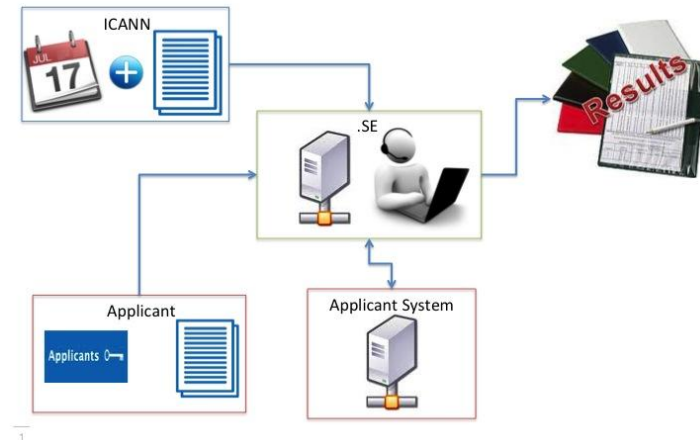 ICANN
JUL
17
.SE
Results
Applicant
Applicants
Applicant System
1